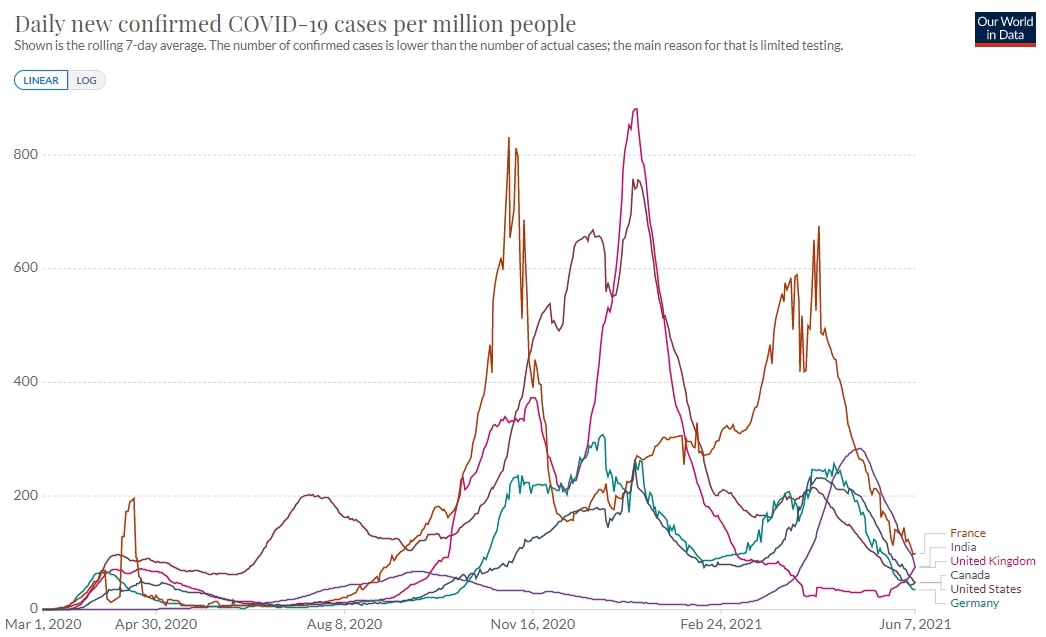 Daily new confirmed COVID-19 cases per million people
Shown is the rolling 7-day average. The number of confirmed cases is lower than the number of actual cases; the main reason for that is limited testing.
Our World
in Data
LINEAR LOG
800
600
400
200
0
Mar 1, 2020 Apr 30, 2020 Aug 8, 2020 Nov 16, 2020 Feb 24, 2021 Jun 7, 2021
France
India
United Kingdom
Canada
United States
Germany